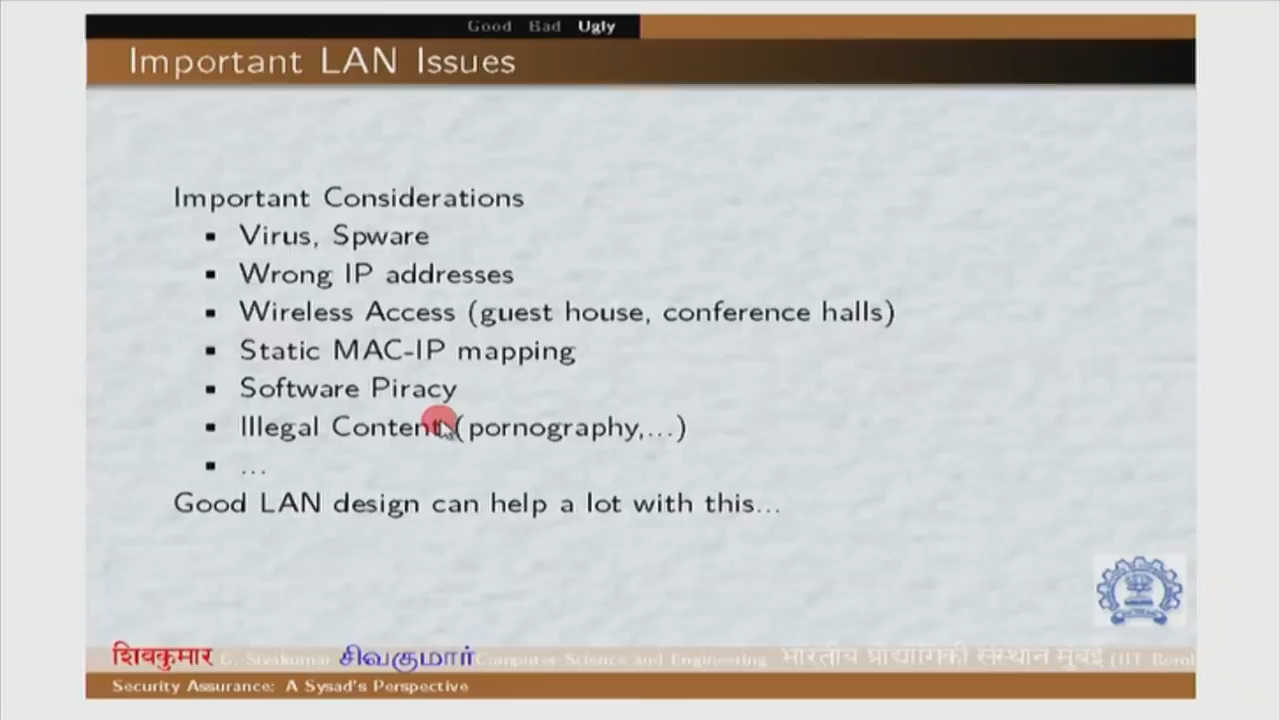 Good Bad Ugly
Important LAN Issues
Important Considerations
▪ Virus, Spware
▪ Wrong IP addresses
▪ Wireless Access (guest house, conference halls)
▪ Static MAC-IP mapping
▪ Software Piracy
▪ Illegal Content (pornography,...)
▪ ...
Good LAN design can help a lot with this...
शिवकुमार G. Sivakumar சிவகுமார் Computer Science and Engineering भारतीय प्रौद्योगिकी संस्थान मुंबई (IIT Bomb
Security Assurance: A Sysad's Perspective